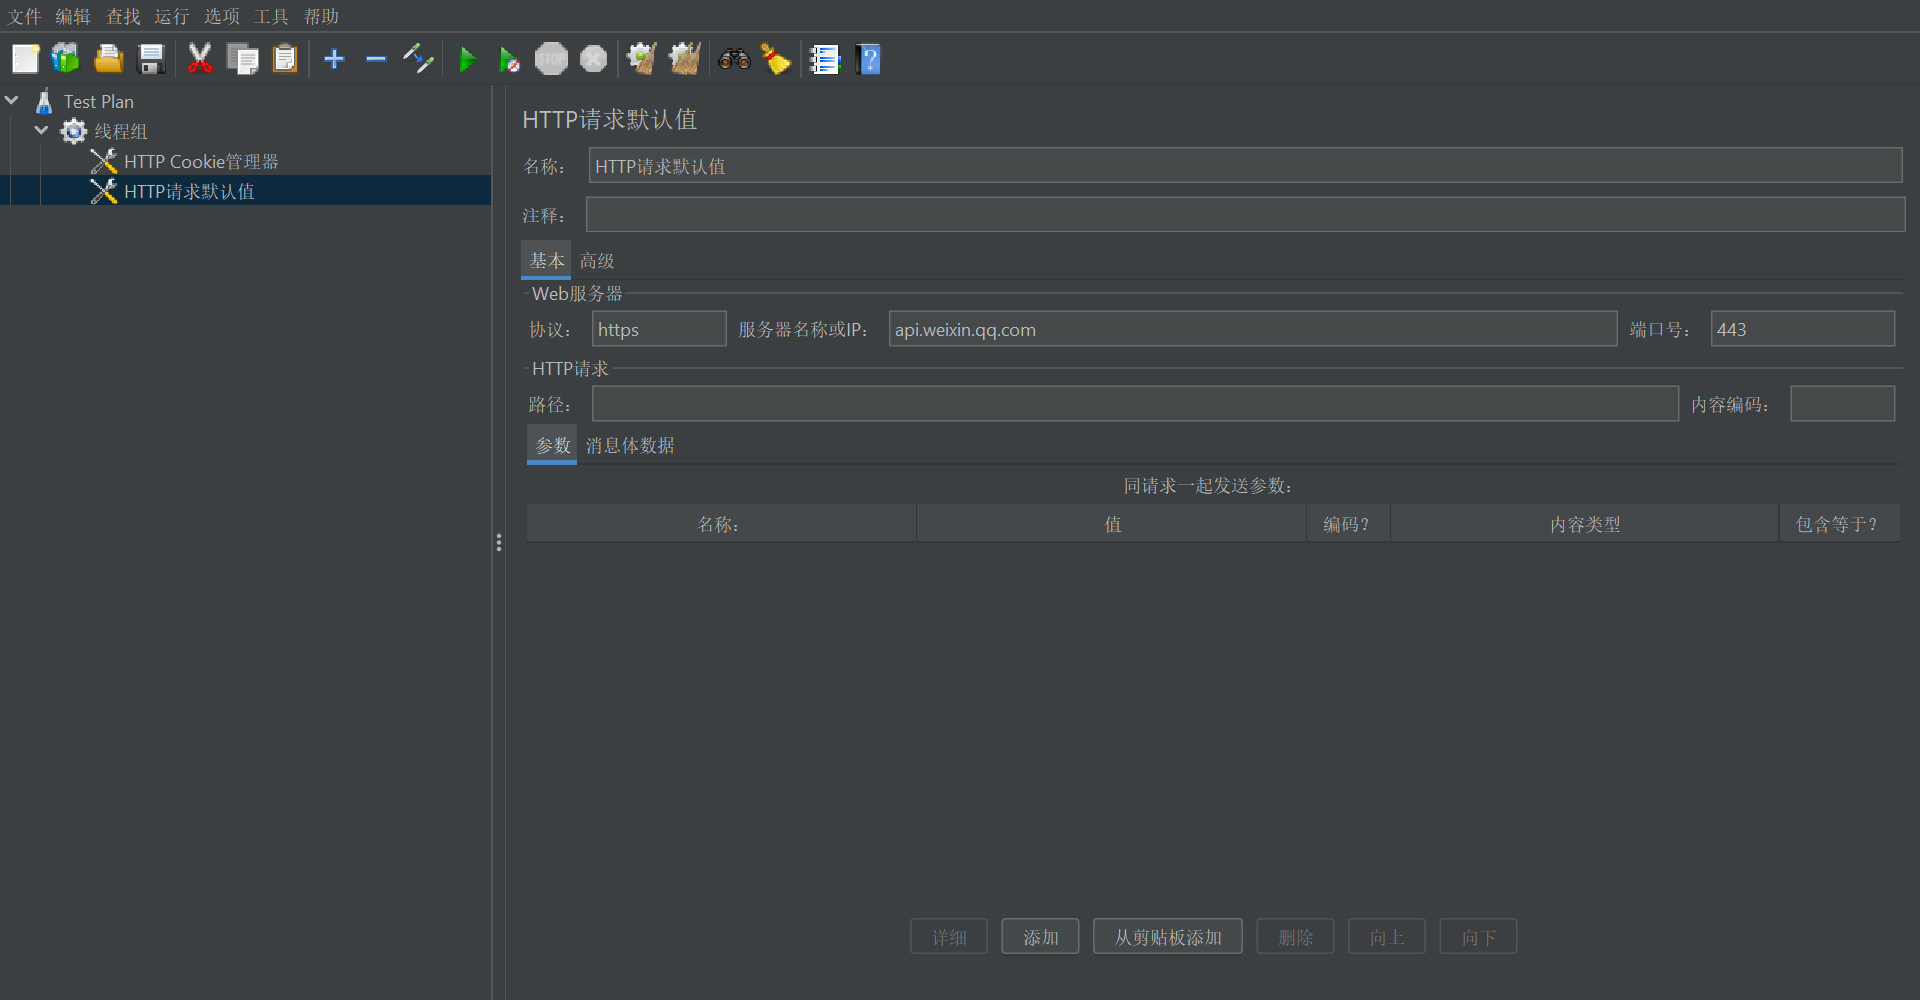 文件 编辑 查找 运行 选项 工具 帮助
STOP
Test Plan
线程组
HTTP Cookie管理器
HTTP请求默认值
HTTP请求默认值
名称： HTTP请求默认值
注释：
基本 高级
Web服务器
协议： https 服务器名称或IP： api.weixin.qq.com 端口号： 443
HTTP请求
路径： 内容编码：
参数 消息体数据
同请求一起发送参数：
名称： 值 编码？ 内容类型 包含等于？
详细 添加 从剪贴板添加 删除 向上 向下